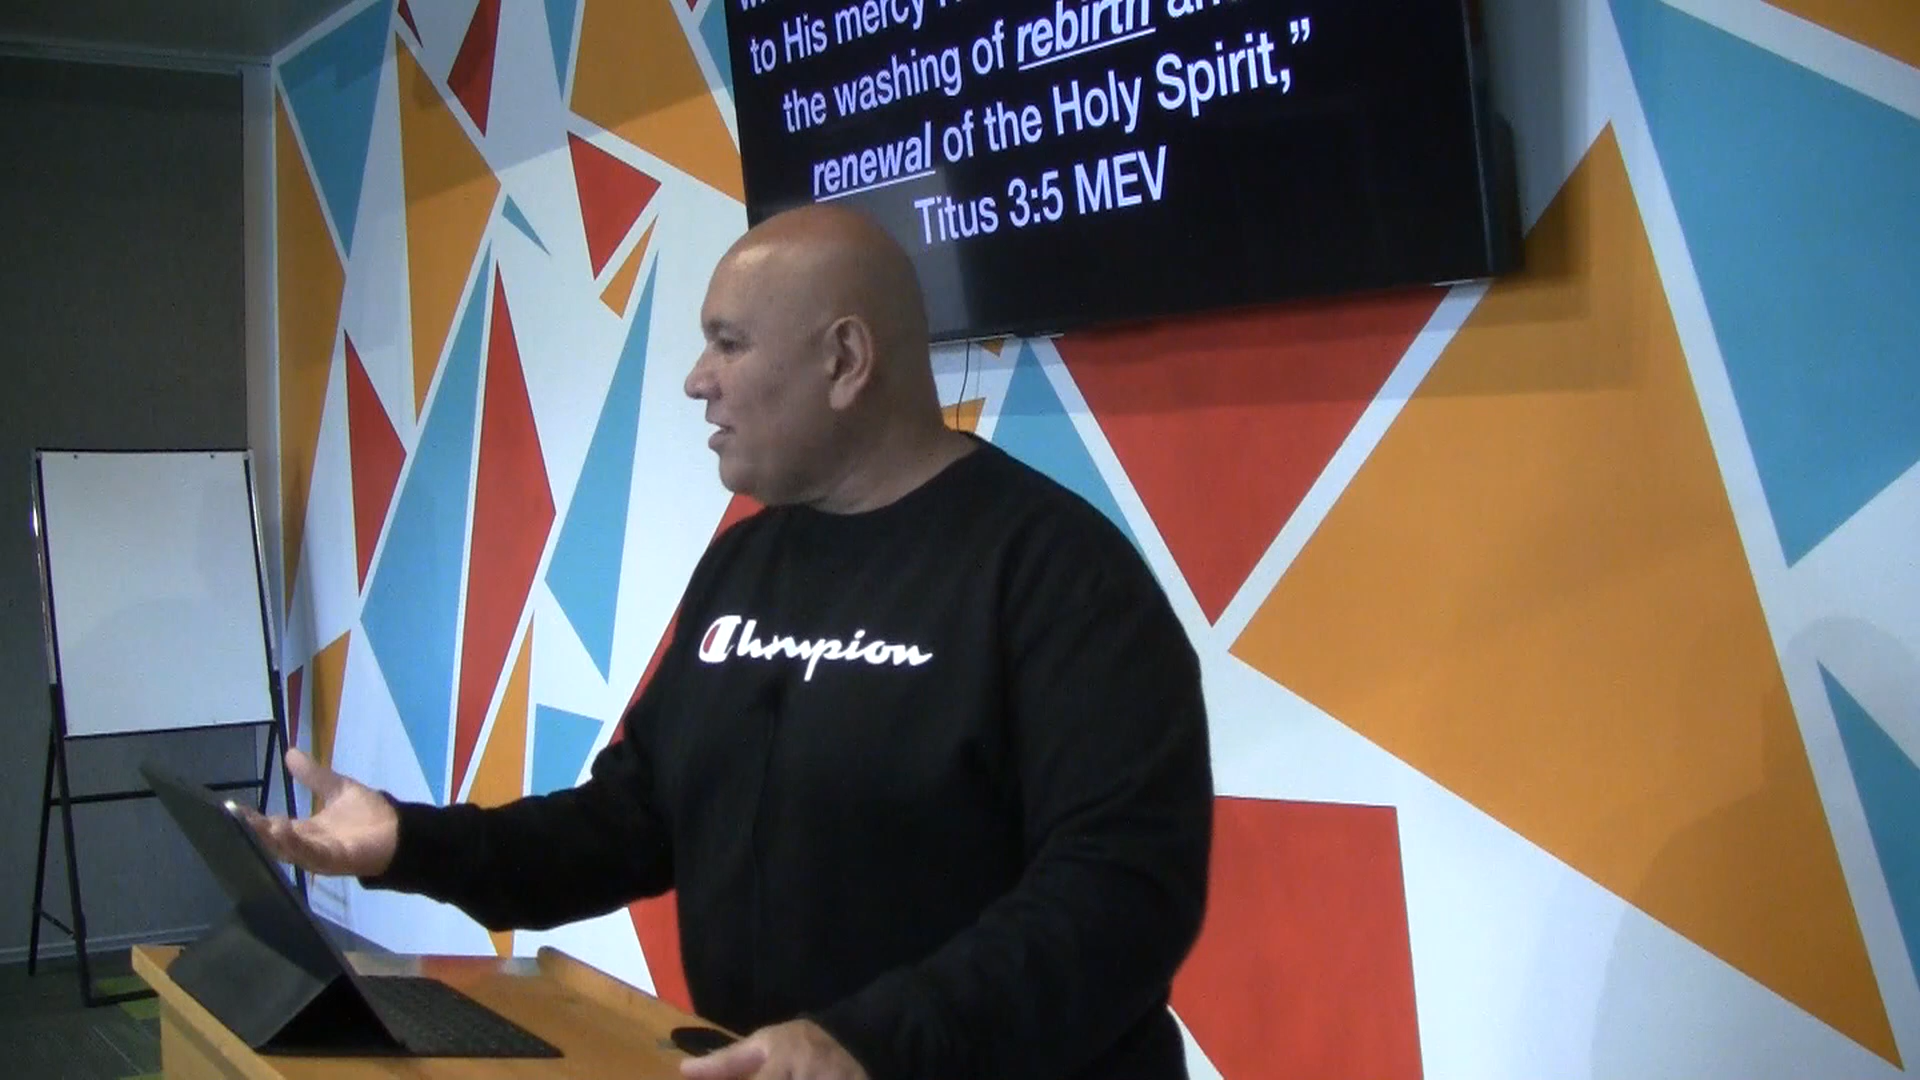 to His mercy
the washing of rebirth
renewal of the Holy Spirit,”
Titus 3:5 MEV
Champion